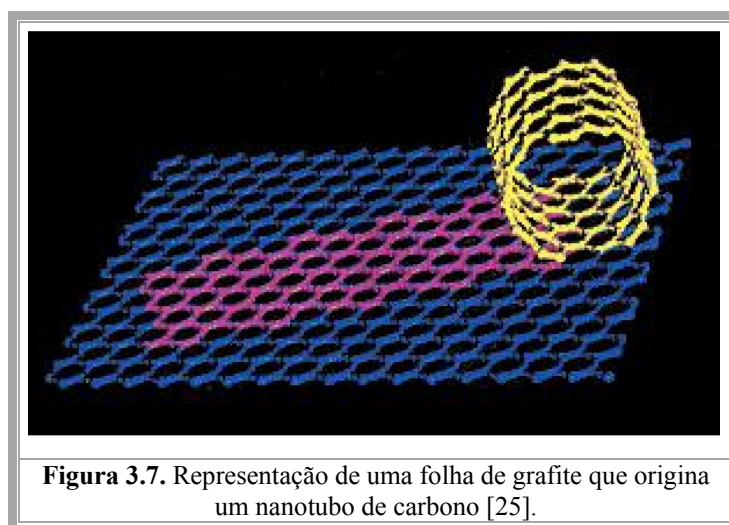 Figura 3.7. Representação de uma folha de grafite que origina
um nanotubo de carbono [25].